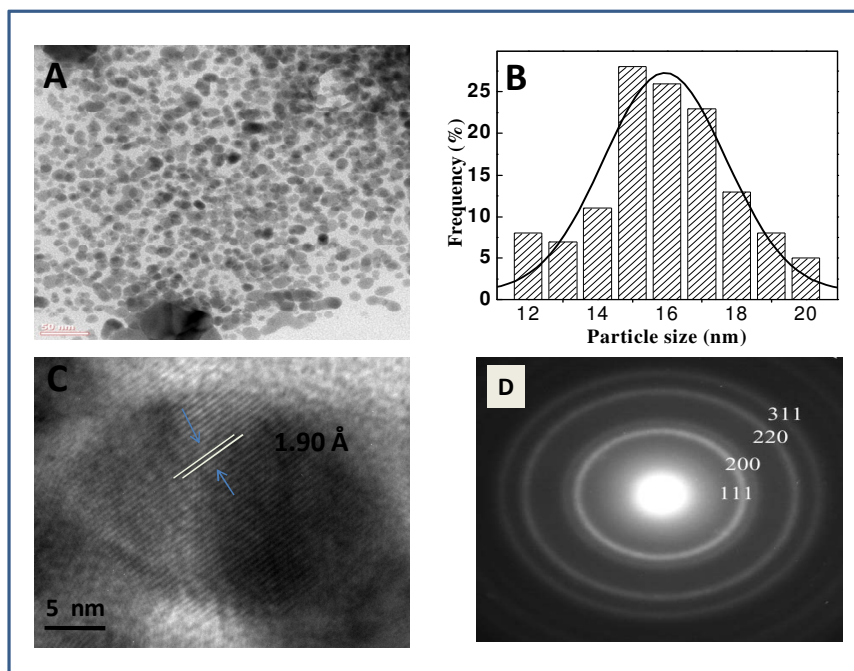 A
50 nm
B
Frequency (%)
25
20
15
10
5
0
12 14 16 18 20
Particle size (nm)
C
1.90 Å
5 nm
D
311
220
200
111